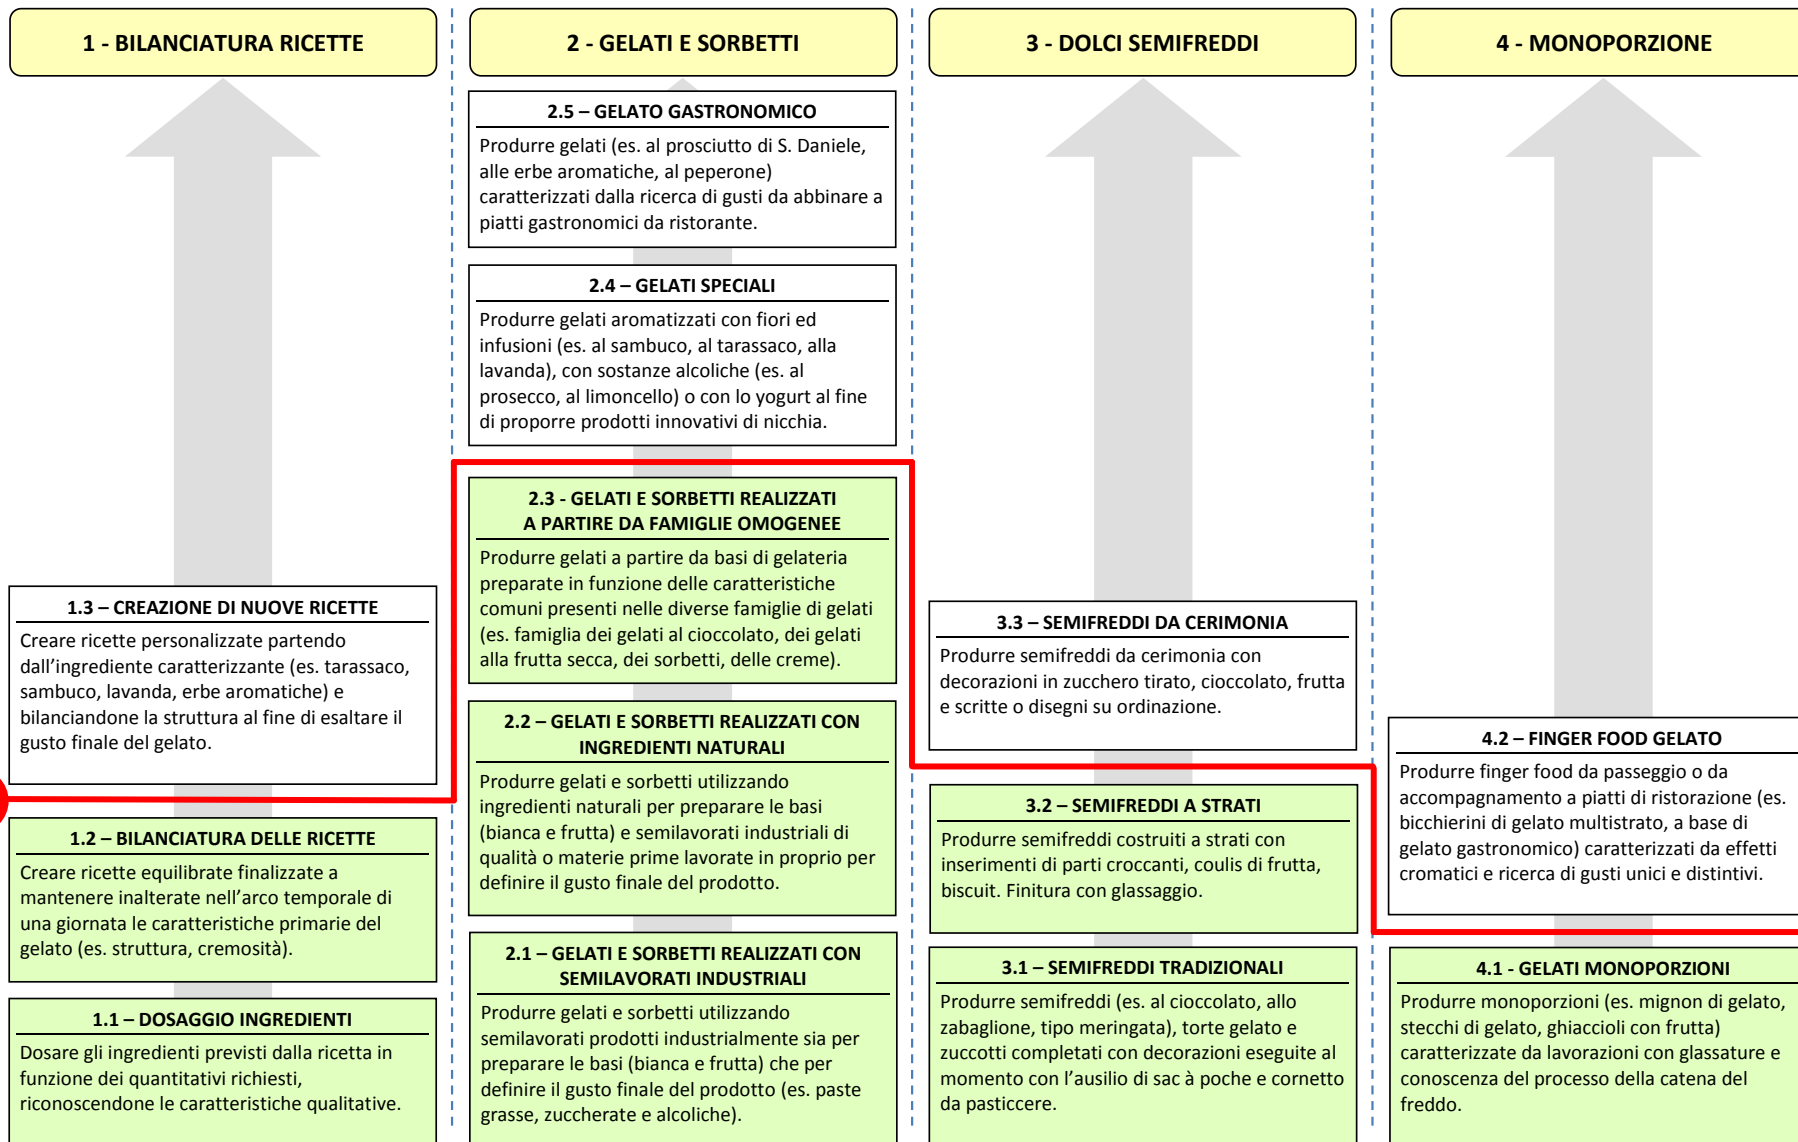 1 - BILANCIATURA RICETTE
2 - GELATI E SORBETTI
3 - DOLCI SEMIFREDDI
4 - MONOPORZIONE
1.3 – CREAZIONE DI NUOVE RICETTE
Creare ricette personalizzate partendo
dall'ingrediente caratterizzante (es. tarassaco,
sambuco, lavanda, erbe aromatiche) e
bilanciandone la struttura al fine di esaltare il
gusto finale del gelato.
1.2 – BILANCIATURA DELLE RICETTE
Creare ricette equilibrate finalizzate a
mantenere inalterate nell'arco temporale di
una giornata le caratteristiche primarie del
gelato (es. struttura, cremosità).
1.1 – DOSAGGIO INGREDIENTI
Dosare gli ingredienti previsti dalla ricetta in
funzione dei quantitativi richiesti,
riconoscendone le caratteristiche qualitative.
2.5 – GELATO GASTRONOMICO
Produrre gelati (es. al prosciutto di S. Daniele,
alle erbe aromatiche, al peperone)
caratterizzati dalla ricerca di gusti da abbinare a
piatti gastronomici da ristorante.
2.4 – GELATI SPECIALI
Produrre gelati aromatizzati con fiori ed
infusioni (es. al sambuco, al tarassaco, alla
lavanda), con sostanze alcoliche (es. al
prosecco, al limoncello) o con lo yogurt al fine
di proporre prodotti innovativi di nicchia.
2.3 - GELATI E SORBETTI REALIZZATI
A PARTIRE DA FAMIGLIE OMOGENEE
Produrre gelati a partire da basi di gelateria
preparate in funzione delle caratteristiche
comuni presenti nelle diverse famiglie di gelati
(es. famiglia dei gelati al cioccolato, dei gelati
alla frutta secca, dei sorbetti, delle creme).
2.2 – GELATI E SORBETTI REALIZZATI CON
INGREDIENTI NATURALI
Produrre gelati e sorbetti utilizzando
ingredienti naturali per preparare le basi
(bianca e frutta) e semilavorati industriali di
qualità o materie prime lavorate in proprio per
definire il gusto finale del prodotto.
2.1 – GELATI E SORBETTI REALIZZATI CON
SEMILAVORATI INDUSTRIALI
Produrre gelati e sorbetti utilizzando
semilavorati prodotti industrialmente sia per
preparare le basi (bianca e frutta) che per
definire il gusto finale del prodotto (es. paste
grasse, zuccherate e alcoliche).
3.3 – SEMIFREDDI DA CERIMONIA
Produrre semifreddi da cerimonia con
decorazioni in zucchero tirato, cioccolato, frutta
e scritte o disegni su ordinazione.
3.2 – SEMIFREDDI A STRATI
Produrre semifreddi costruiti a strati con
inserimenti di parti croccanti, coulis di frutta,
biscuit. Finitura con glassaggio.
3.1 – SEMIFREDDI TRADIZIONALI
Produrre semifreddi (es. al cioccolato, allo
zabaglione, tipo meringata), torte gelato e
zuccotti completati con decorazioni eseguite al
momento con l'ausilio di sac à poche e cornetto
da pasticcere.
4.2 – FINGER FOOD GELATO
Produrre finger food da passeggio o da
accompagnamento a piatti di ristorazione (es.
bicchierini di gelato multistrato, a base di
gelato gastronomico) caratterizzati da effetti
cromatici e ricerca di gusti unici e distintivi.
4.1 - GELATI MONOPORZIONI
Produrre monoporzioni (es. mignon di gelato,
stecchi di gelato, ghiaccioli con frutta)
caratterizzate da lavorazioni con glassature e
conoscenza del processo della catena del
freddo.